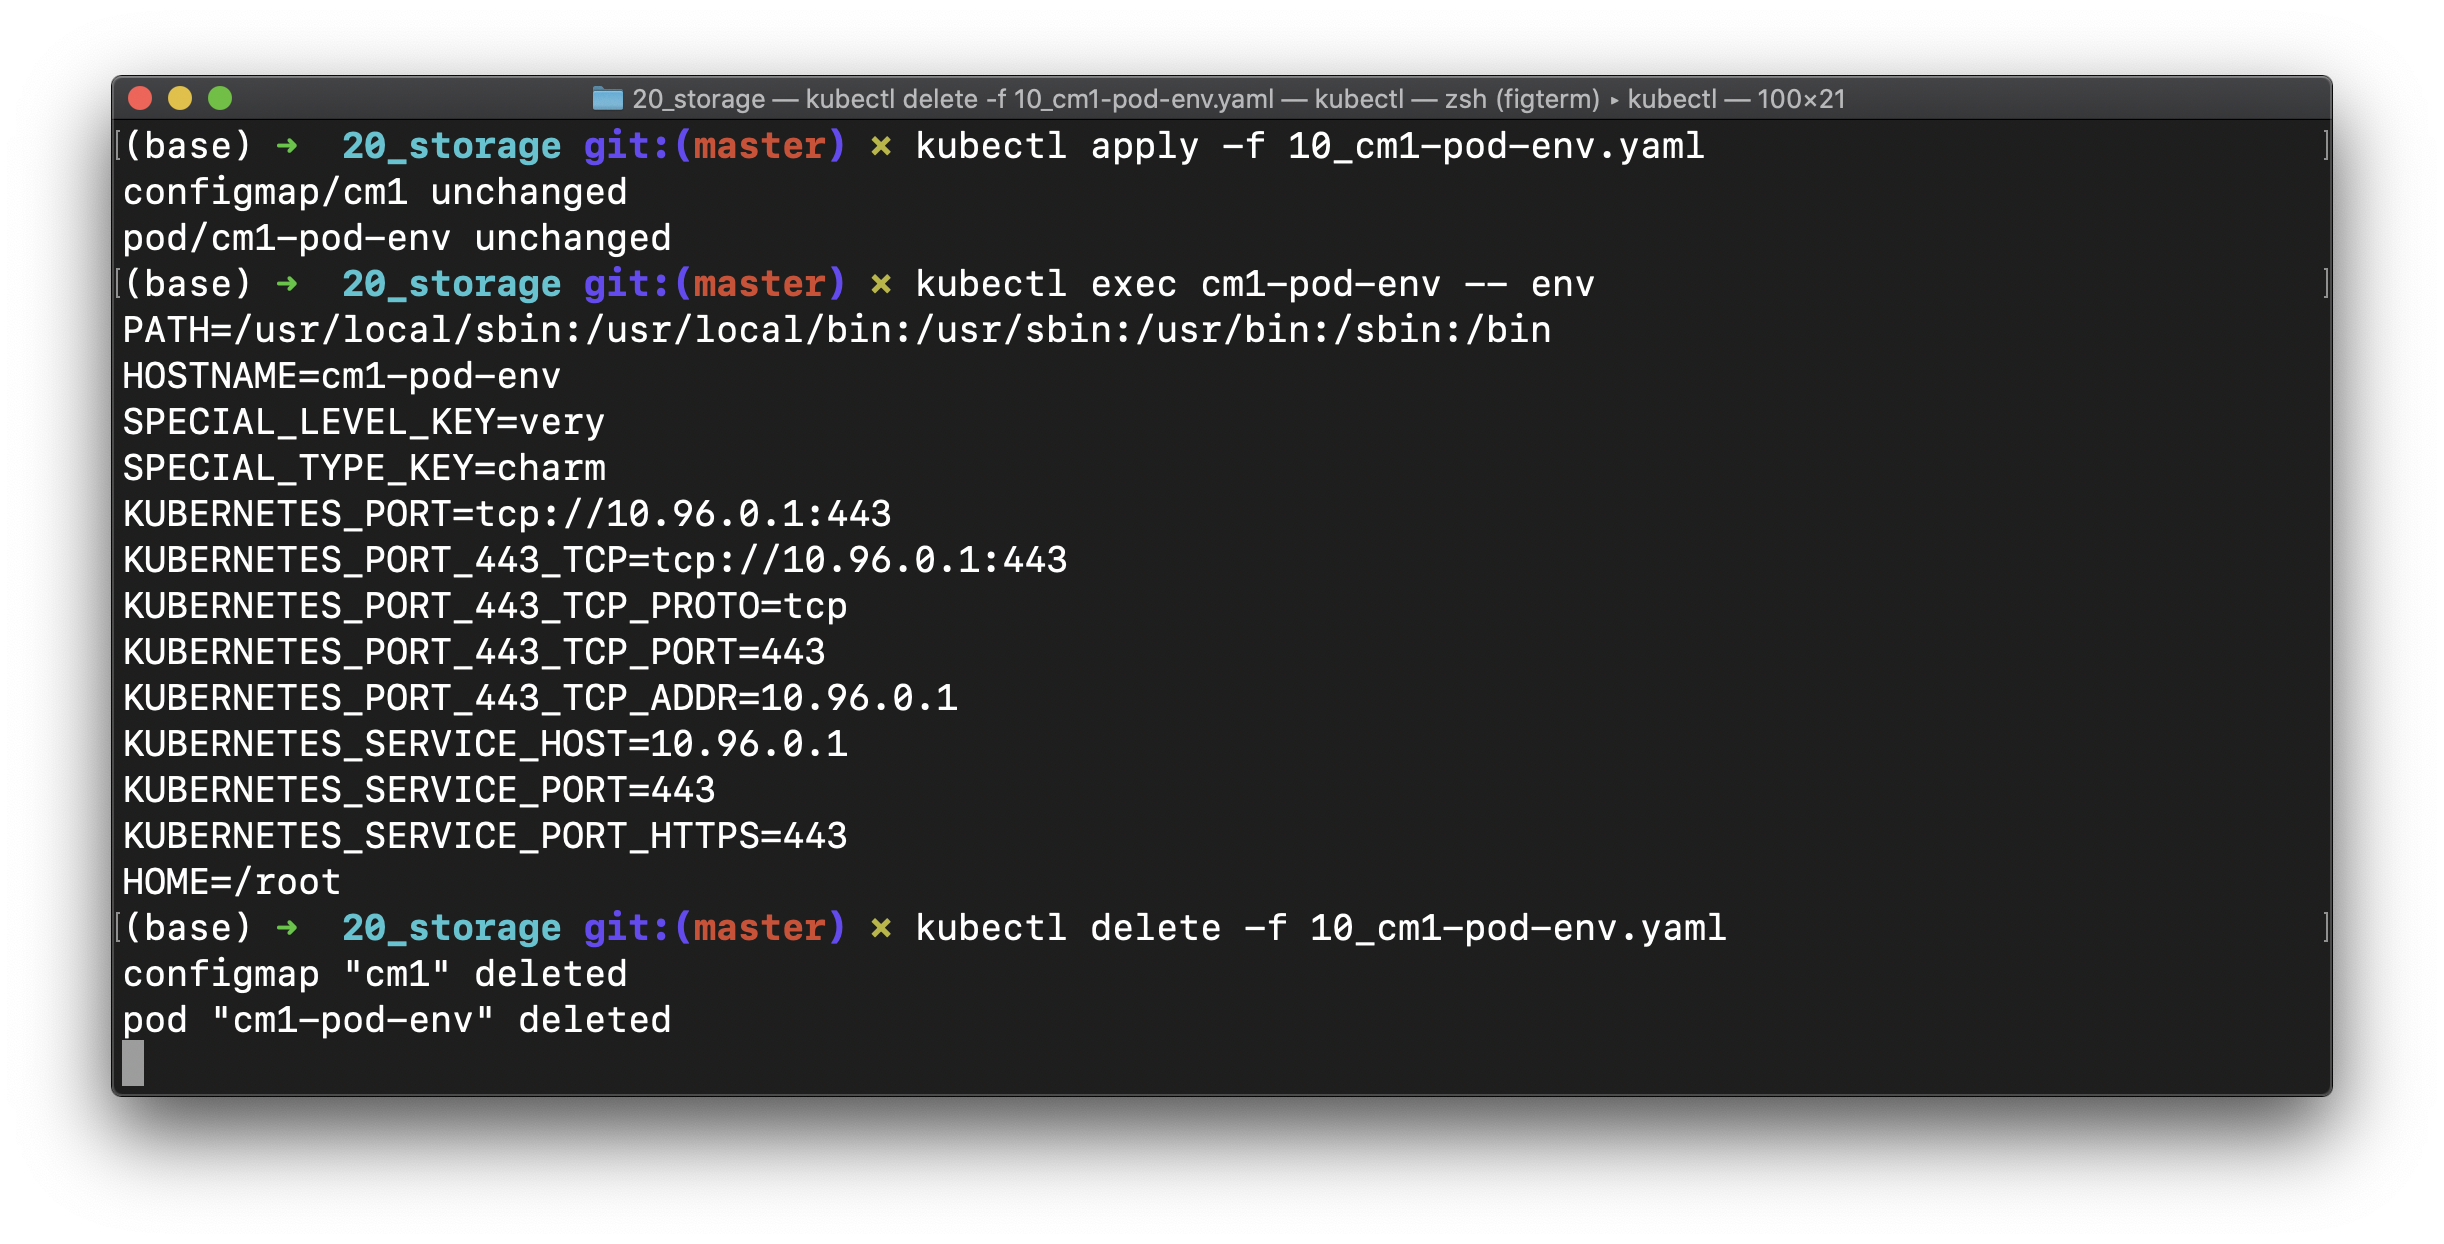 20_storage — kubectl delete -f 10_cm1-pod-env.yaml — kubectl — zsh (figterm) ▸ kubectl — 100×21
(base) ➜  20_storage git:(master) ✗ kubectl apply -f 10_cm1-pod-env.yaml
configmap/cm1 unchanged
pod/cm1-pod-env unchanged
(base) ➜  20_storage git:(master) ✗ kubectl exec cm1-pod-env -- env
PATH=/usr/local/sbin:/usr/local/bin:/usr/sbin:/usr/bin:/sbin:/bin
HOSTNAME=cm1-pod-env
SPECIAL_LEVEL_KEY=very
SPECIAL_TYPE_KEY=charm
KUBERNETES_PORT=tcp://10.96.0.1:443
KUBERNETES_PORT_443_TCP=tcp://10.96.0.1:443
KUBERNETES_PORT_443_TCP_PROTO=tcp
KUBERNETES_PORT_443_TCP_PORT=443
KUBERNETES_PORT_443_TCP_ADDR=10.96.0.1
KUBERNETES_SERVICE_HOST=10.96.0.1
KUBERNETES_SERVICE_PORT=443
KUBERNETES_SERVICE_PORT_HTTPS=443
HOME=/root
(base) ➜  20_storage git:(master) ✗ kubectl delete -f 10_cm1-pod-env.yaml
configmap "cm1" deleted
pod "cm1-pod-env" deleted